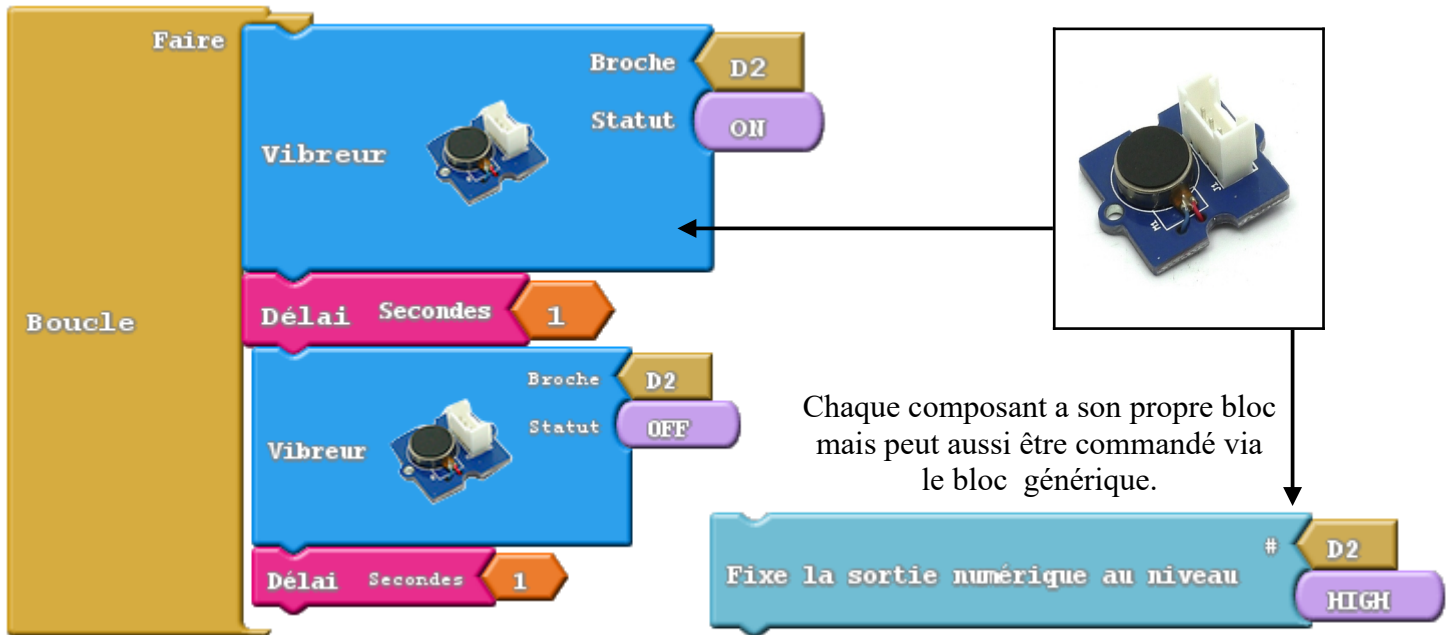 Faire
Broche D2
Statut ON
Vibreur
Délai Secondes 1
Boucle
Broche D2
Statut OFF
Vibreur
Délai Secondes 1
Chaque composant a son propre bloc
mais peut aussi être commandé via
le bloc générique.
# D2
Fixe la sortie numérique au niveau
HIGH